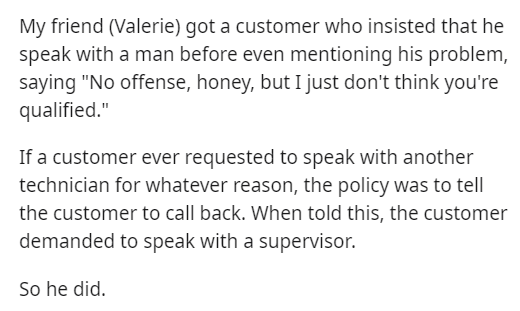 My friend (Valerie) got a customer who insisted that he
speak with a man before even mentioning his problem,
saying "No offense, honey, but I just don't think you're
qualified."
If a customer ever requested to speak with another
technician for whatever reason, the policy was to tell
the customer to call back. When told this, the customer
demanded to speak with a supervisor.
So he did.